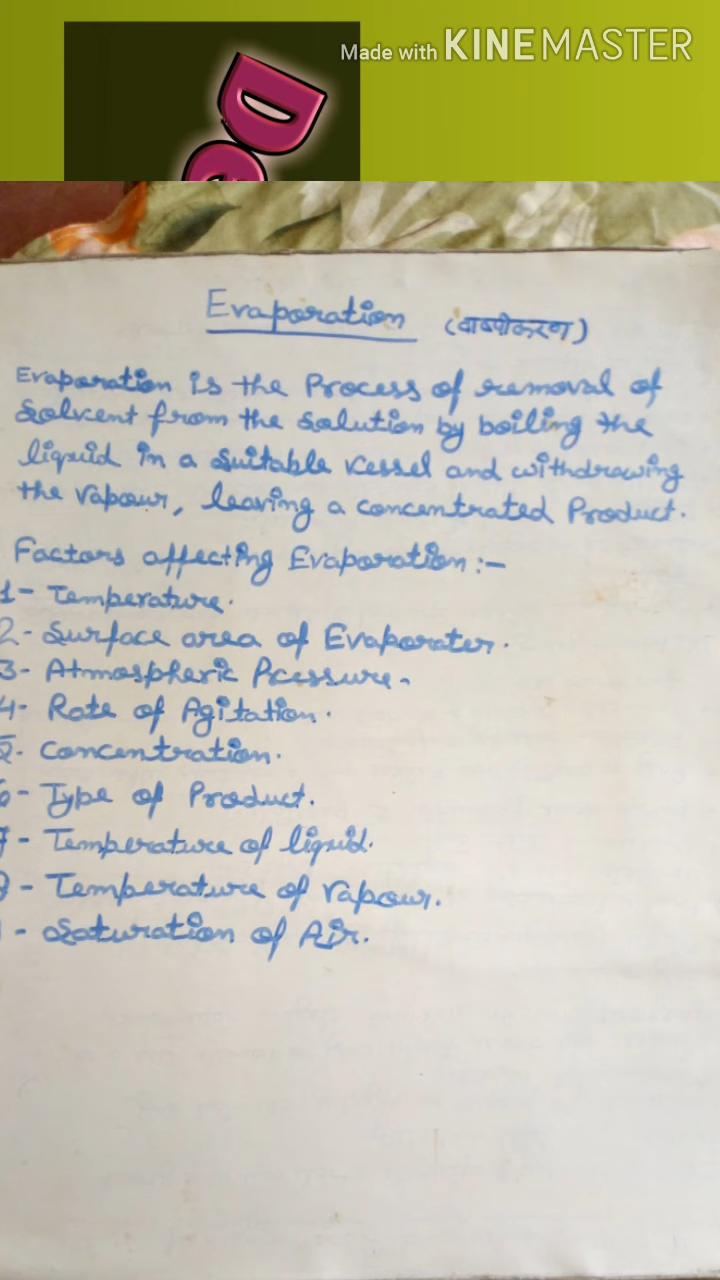 Made with KINEMASTER
De
Evaporation (वाष्पीकरण)
Evaporation is the Process of removal of
Solvent from the Solution by boiling the
liquid in a Suitable vessel and withdrawing
the vapour, leaving a concentrated Product.
Factors affecting Evaporation :-
1- Temperature.
2- Surface area of Evaporater.
3- Atmospheric Pressure.
4- Rate of Agitation.
5- Concentration.
6- Type of Product.
7- Temperature of liquid.
8- Temperature of vapour.
- Saturation of Air.